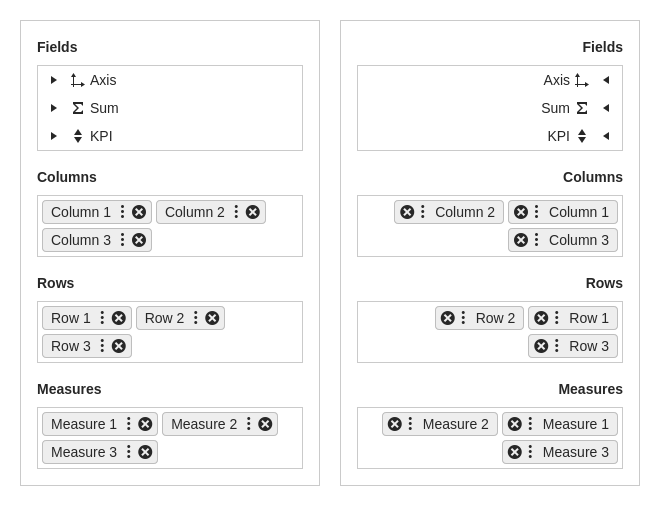 Fields
Axis
Sum
KPI
Columns
Column 1 Column 2
Column 3
Rows
Row 1 Row 2
Row 3
Measures
Measure 1 Measure 2
Measure 3
Fields
Axis
Sum
KPI
Columns
Column 2 Column 1
Column 3
Rows
Row 2 Row 1
Row 3
Measures
Measure 2 Measure 1
Measure 3